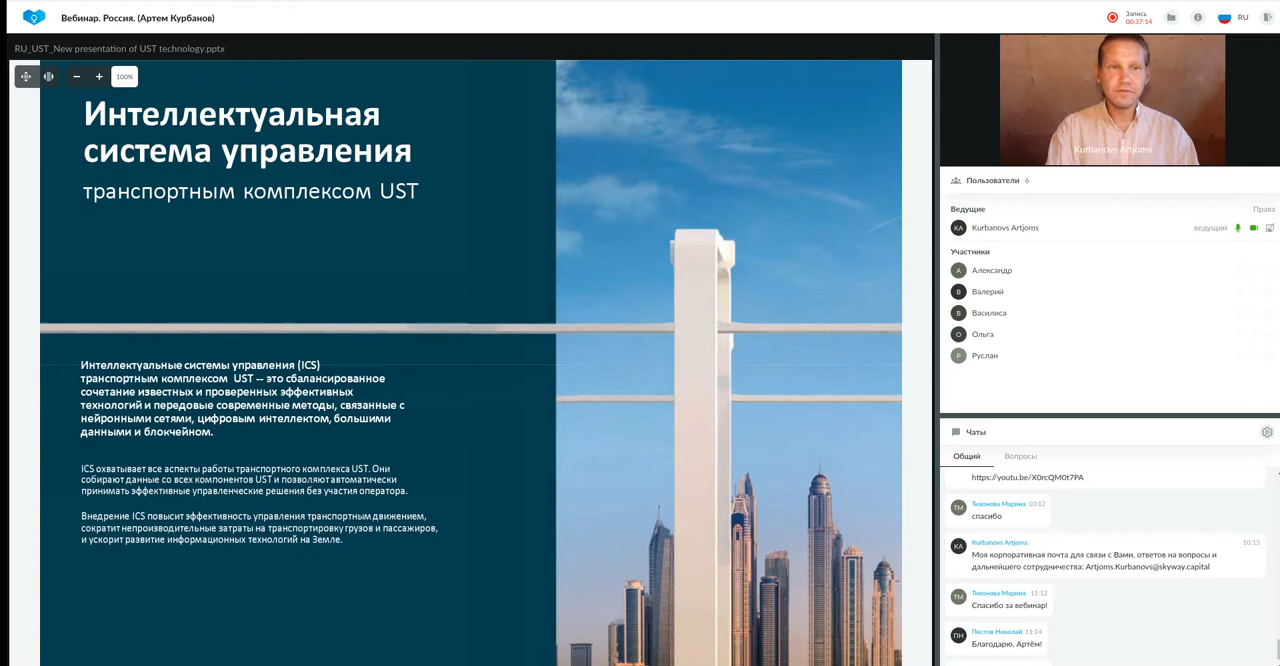 Вебинар. Россия. (Артем Курбанов)
Запись
00:37:14
RU
RU_UST_New presentation of UST technology.pptx
100%
Интеллектуальная
система управления
транспортным комплексом UST
Интеллектуальные системы управления (ICS)
транспортным комплексом UST -- это сбалансированное
сочетание известных и проверенных эффективных
технологий и передовые современные методы, связанные с
нейронными сетями, цифровым интеллектом, большими
данными и блокчейном.
ICS охватывает все аспекты работы транспортного комплекса UST. Они
собирают данные со всех компонентов UST и позволяют автоматически
принимать эффективные управленческие решения без участия оператора.
Внедрение ICS повысит эффективность управления транспортным движением,
сократит непроизводительные затраты на транспортировку грузов и пассажиров,
и ускорит развитие информационных технологий на Земле.
Kurbanovs Artjoms
Пользователи 6
Ведущие Права
KA Kurbanovs Artjoms ведущий
Участники
А Александр
В Валерий
В Василиса
О Ольга
Р Руслан
Чаты
Общий Вопросы
https://youtu.be/X0rcQM0t7PA
ТМ Тихонова Марина 10:12
спасибо
KA Kurbanovs Artjoms 10:15
Моя корпоративная почта для связи с Вами, ответов на вопросы и
дальнейшего сотрудничества: Artjoms.Kurbanovs@skyway.capital
ТМ Тихонова Марина 11:12
Спасибо за вебинар!
ПН Пестов Николай 11:14
Благодарю, Артём!